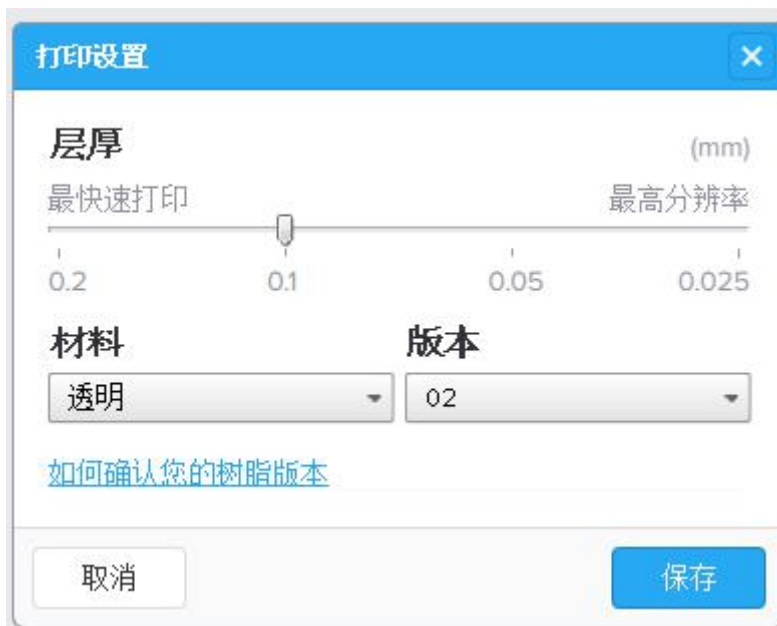 打印设置
层厚 (mm)
最快速打印 最高分辨率
0.2 0.1 0.05 0.025
材料 版本
透明 02
如何确认您的树脂版本
取消 保存